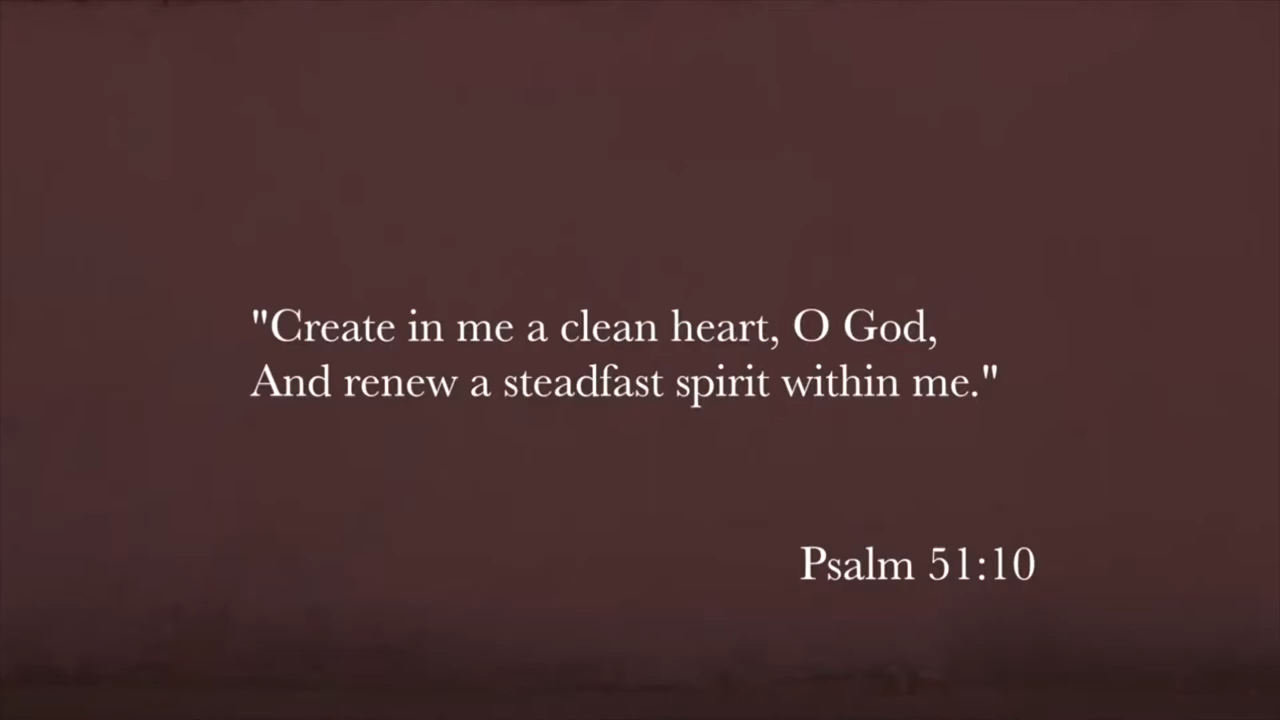 "Create in me a clean heart, O God,
And renew a steadfast spirit within me."
Psalm 51:10